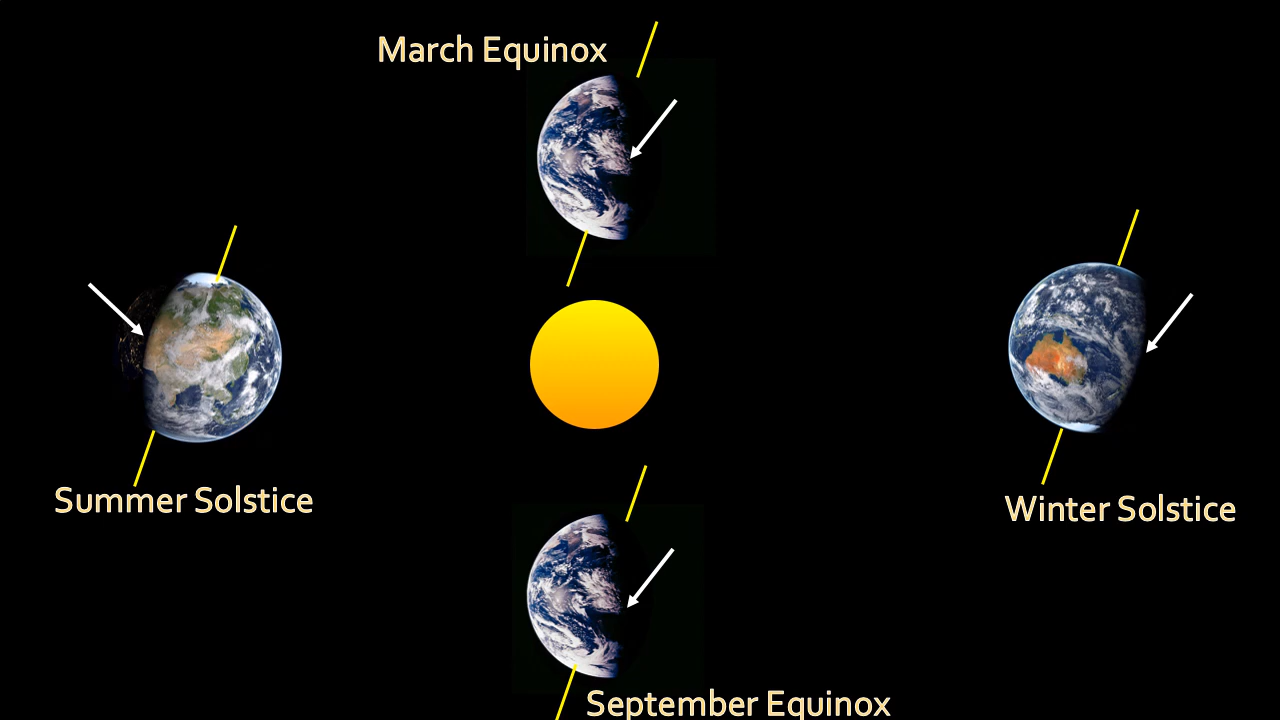 March Equinox
Summer Solstice
Winter Solstice
September Equinox